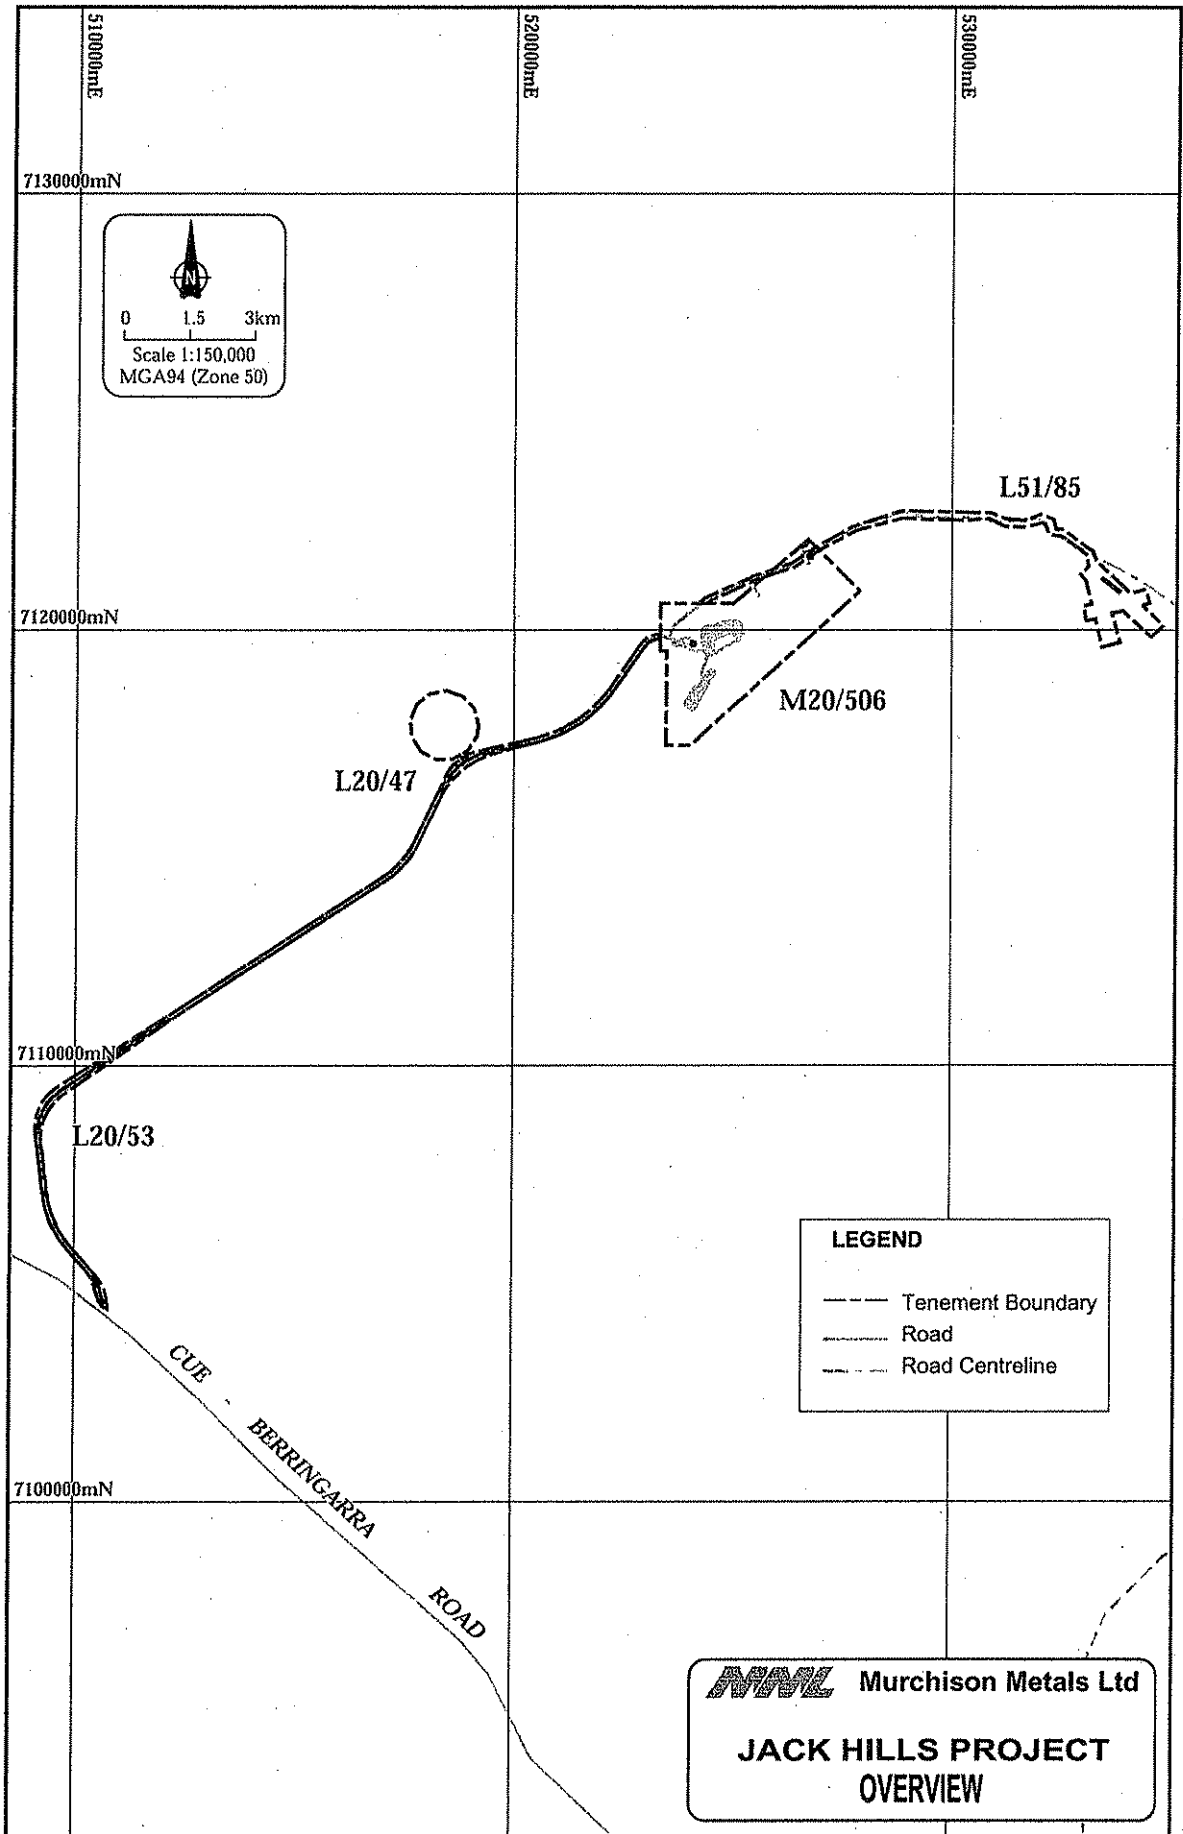 510000mE
520000mE
530000mE
7130000mN
N
0 1.5 3km
Scale 1:150,000
MGA94 (Zone 50)
L51/85
7120000mN
M20/506
L20/47
7110000mN
L20/53
LEGEND
Tenement Boundary
Road
Road Centreline
CUE - BERRINGARRA ROAD
7100000mN
MML Murchison Metals Ltd
JACK HILLS PROJECT
OVERVIEW